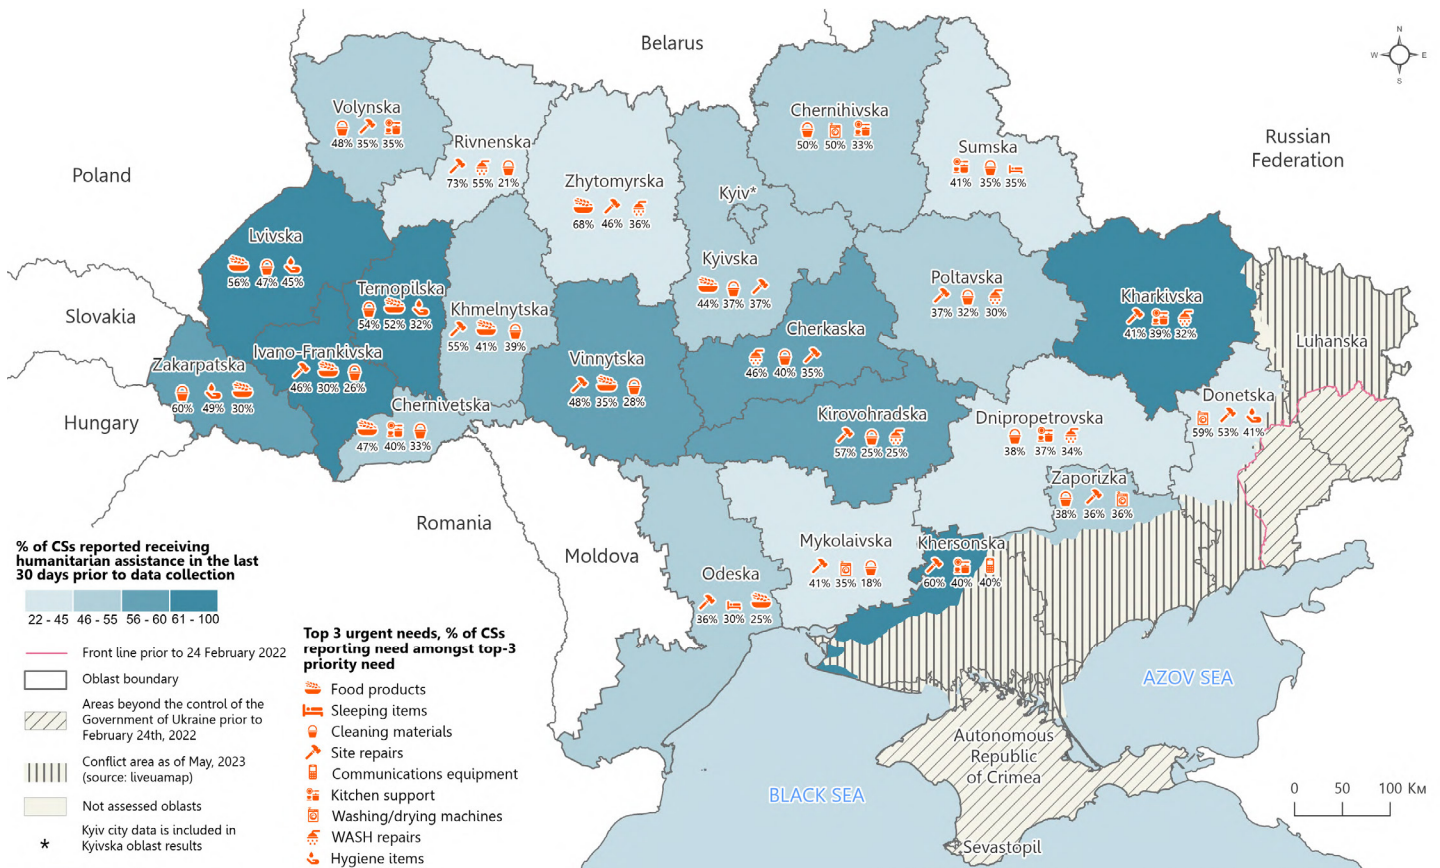 Belarus
N
W E
S
Volynska
48% 35% 35%
Rivnenska
73% 55% 21%
Chernihivska
50% 50% 33%
Sumska
41% 35% 35%
Russian
Federation
Poland
Zhytomyrska
68% 46% 36%
Kyiv*
Lvivska
56% 47% 45%
Kyivska
44% 37% 37%
Poltavska
37% 32% 30%
Ternopilska
54% 52% 32%
Khmelnytska
55% 41% 39%
Kharkivska
41% 39% 32%
Slovakia
Cherkaska
46% 40% 35%
Luhanska
Zakarpatska
60% 49% 30%
Ivano-Frankivska
46% 30% 26%
Vinnytska
48% 35% 28%
Hungary
Chernivetska
47% 40% 33%
Kirovohradska
57% 25% 25%
Dnipropetrovska
38% 37% 34%
Donetska
59% 53% 41%
Zaporizka
38% 36% 36%
Romania
Moldova
Mykolaivska
41% 35% 18%
Khersonska
60% 40% 40%
Odeska
36% 30% 25%
AZOV SEA
Autonomous
Republic
of Crimea
BLACK SEA
Sevastopil
0 50 100 Км
% of CSs reported receiving
humanitarian assistance in the last
30 days prior to data collection
22 - 45 46 - 55 56 - 60 61 - 100
Front line prior to 24 February 2022
Oblast boundary
Areas beyond the control of the
Government of Ukraine prior to
February 24th, 2022
Conflict area as of May, 2023
(source: liveuamap)
Not assessed oblasts
* Kyiv city data is included in
Kyivska oblast results
Top 3 urgent needs, % of CSs
reporting need amongst top-3
priority need
Food products
Sleeping items
Cleaning materials
Site repairs
Communications equipment
Kitchen support
Washing/drying machines
WASH repairs
Hygiene items